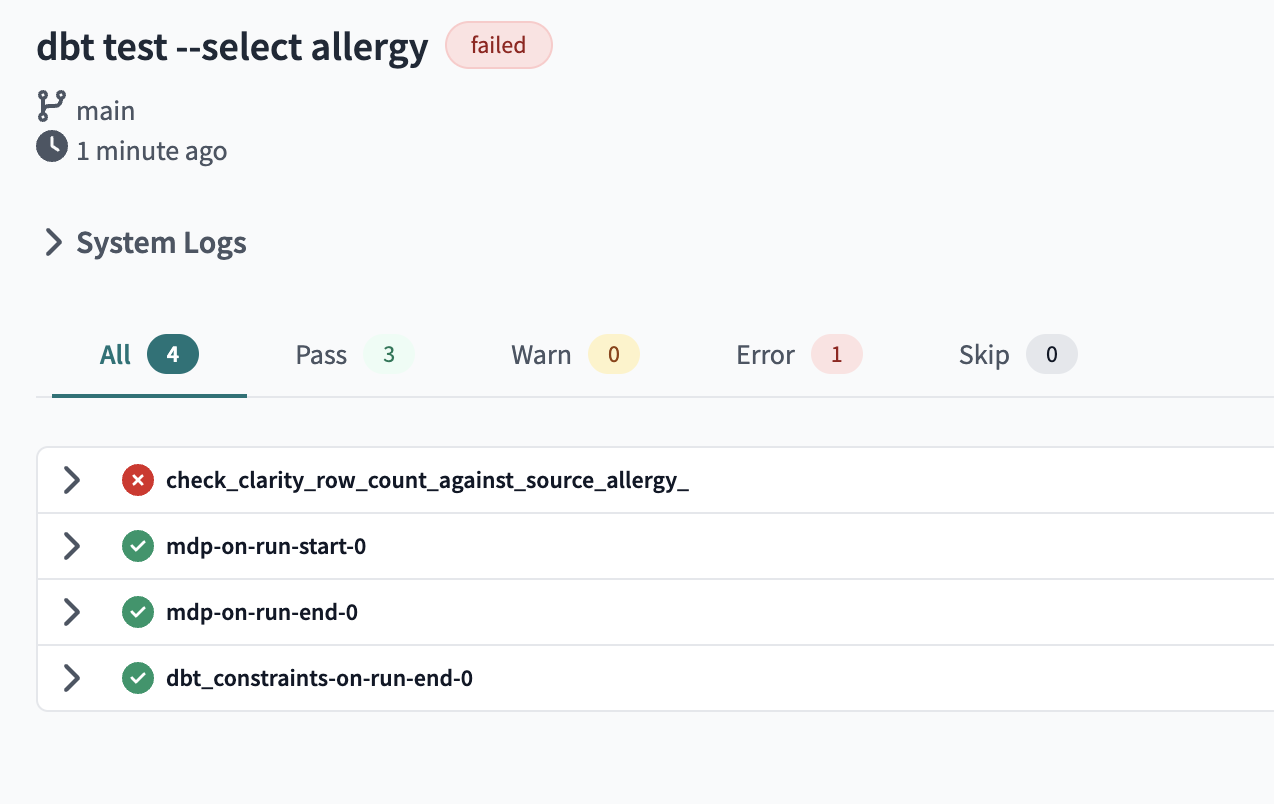 dbt test --select allergy failed
main
1 minute ago
System Logs
All 4 Pass 3 Warn 0 Error 1 Skip 0
check_clarity_row_count_against_source_allergy_
mdp-on-run-start-0
mdp-on-run-end-0
dbt_constraints-on-run-end-0